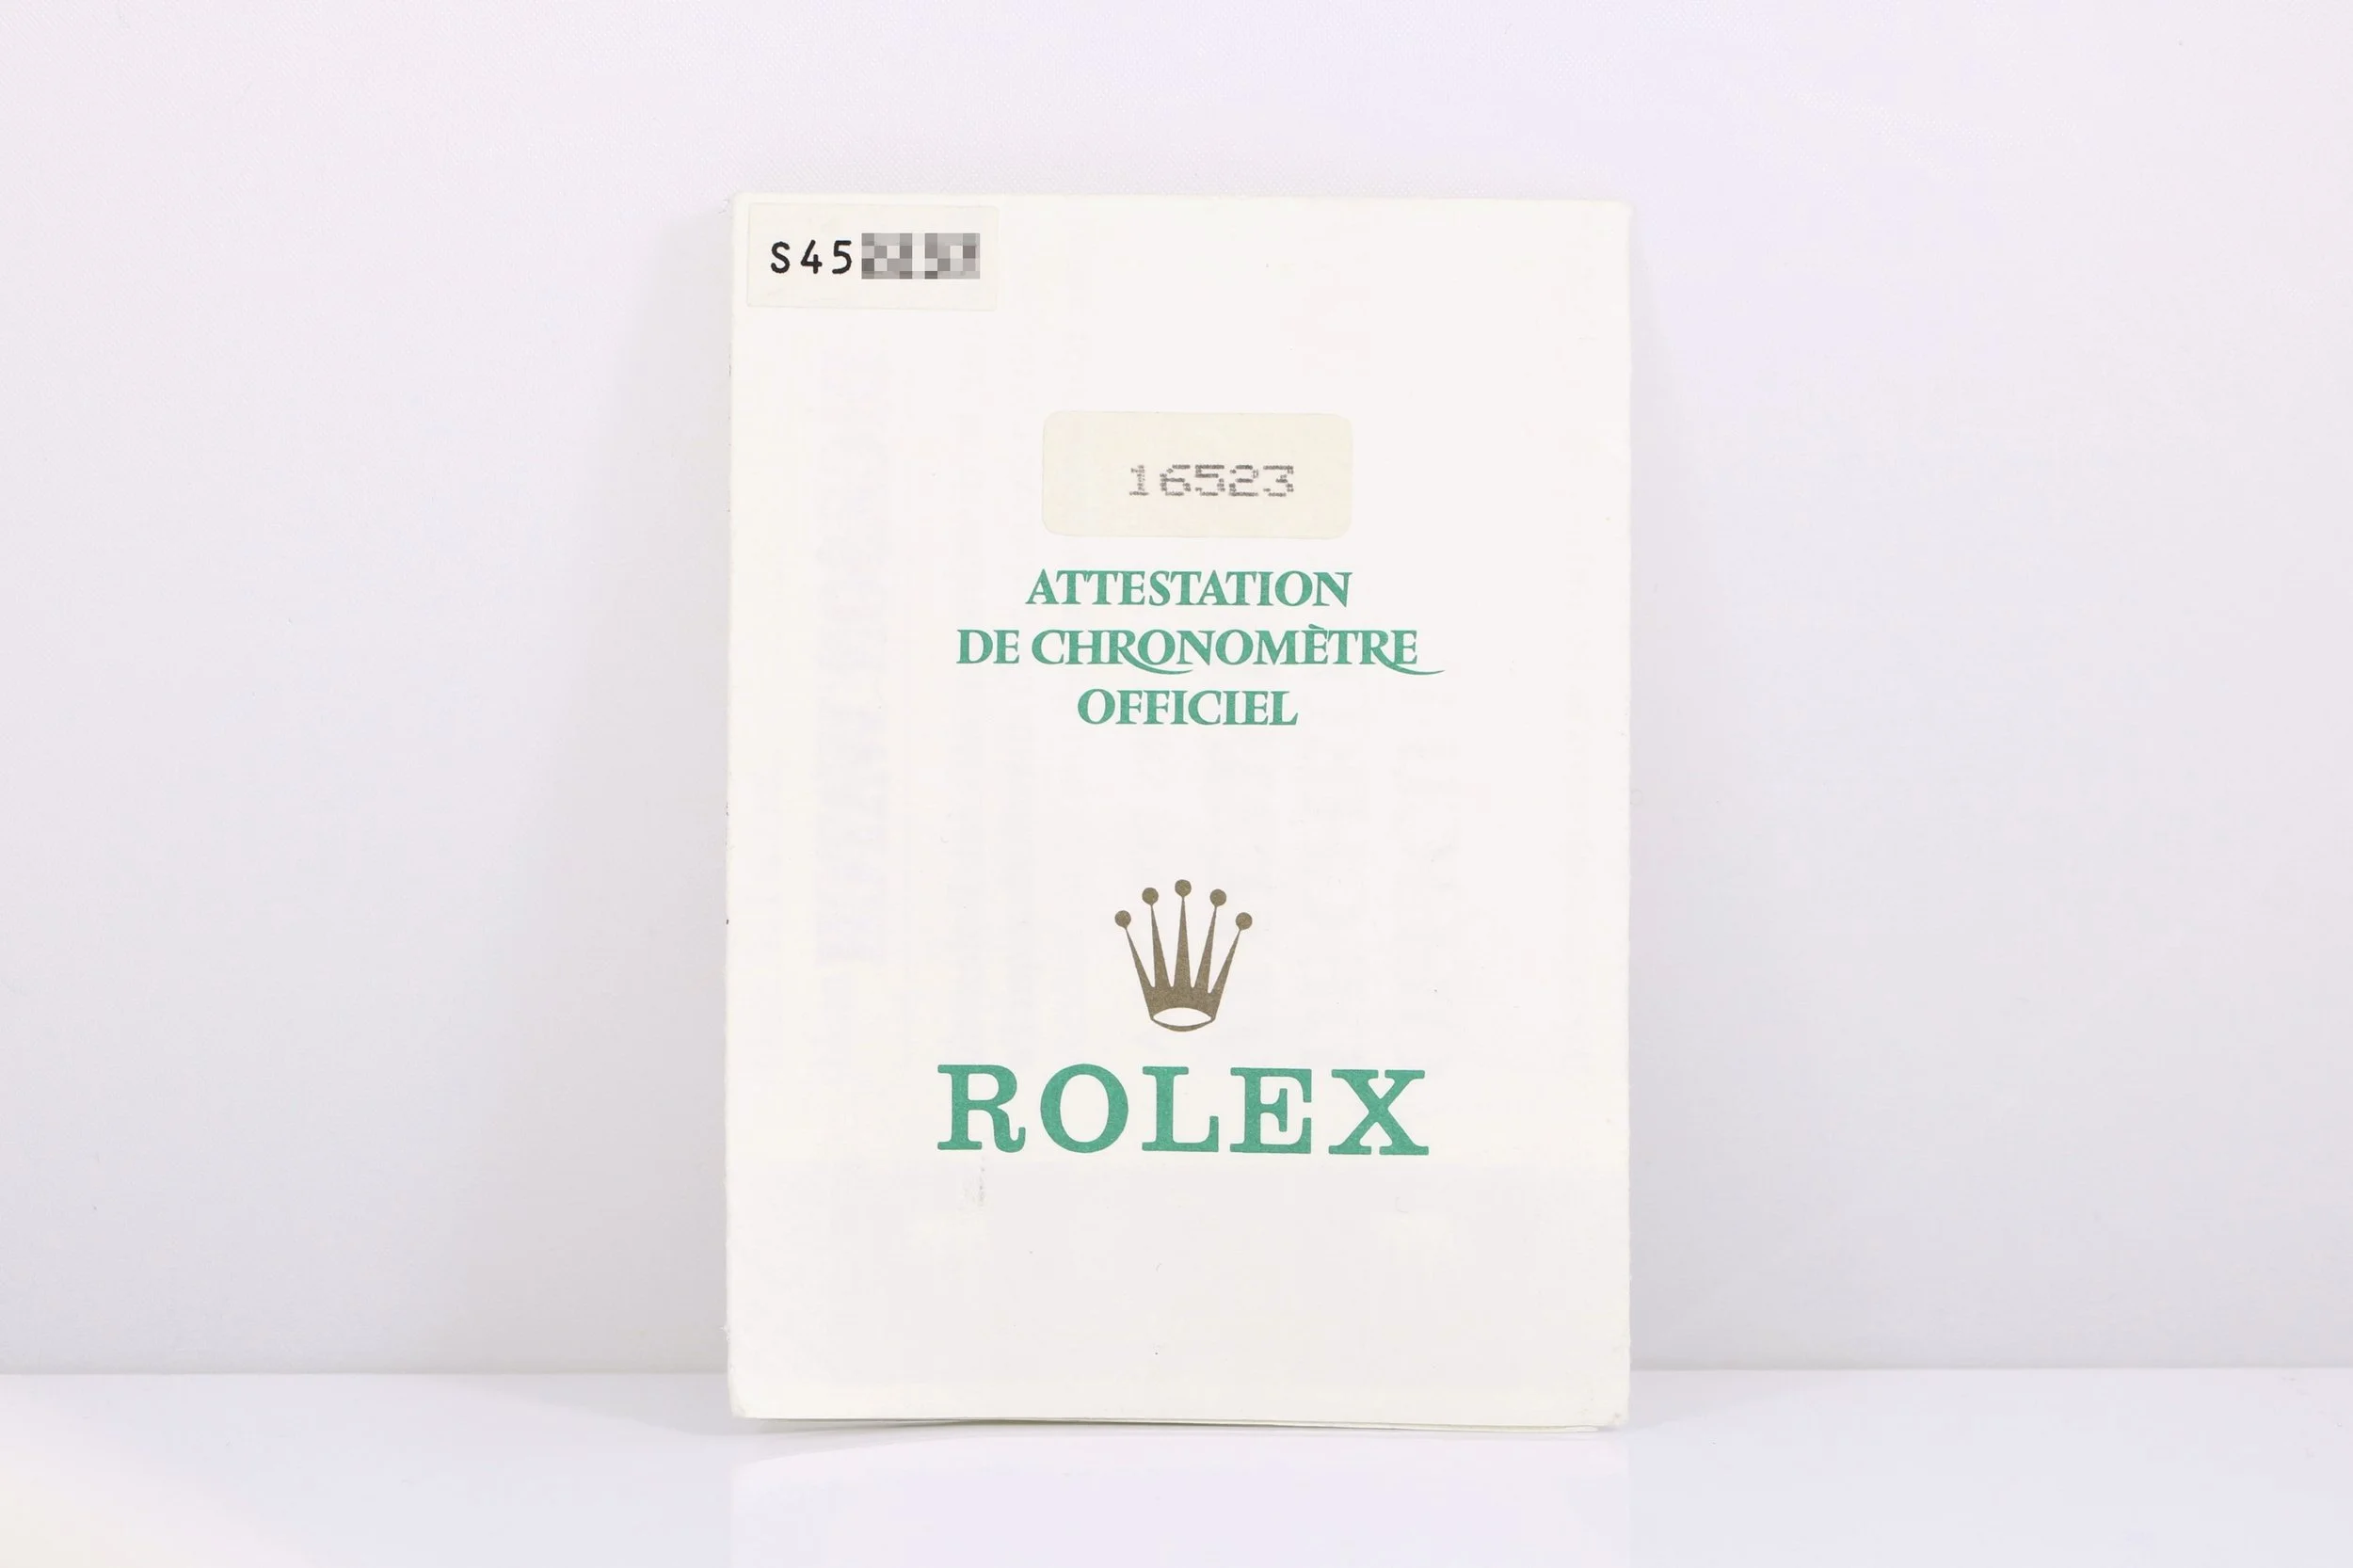 S45
16523
ATTESTATION
DE CHRONOMÈTRE
OFFICIEL
ROLEX